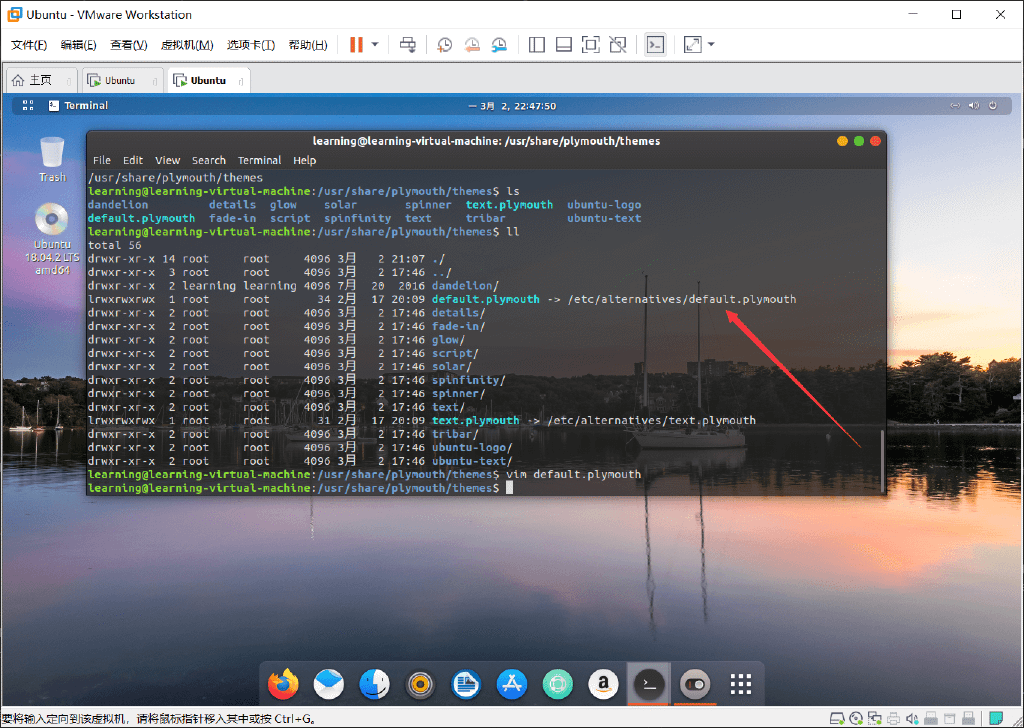 Ubuntu - VMware Workstation
文件(F) 编辑(E) 查看(V) 虚拟机(M) 选项卡(T) 帮助(H)
主页 Ubuntu Ubuntu
Terminal 一 3月 2, 22:47:50
learning@learning-virtual-machine: /usr/share/plymouth/themes
File Edit View Search Terminal Help
/usr/share/plymouth/themes
learning@learning-virtual-machine:/usr/share/plymouth/themes$ ls
dandelion details glow solar spinner text.plymouth ubuntu-logo
default.plymouth fade-in script spinfinity text tribar ubuntu-text
learning@learning-virtual-machine:/usr/share/plymouth/themes$ ll
total 56
drwxr-xr-x 14 root root 4096 3月 2 21:07 ./
drwxr-xr-x 3 root root 4096 3月 2 17:46 ../
drwxr-xr-x 2 learning learning 4096 7月 20 2016 dandelion/
lrwxrwxrwx 1 root root 34 2月 17 20:09 default.plymouth -> /etc/alternatives/default.plymouth
drwxr-xr-x 2 root root 4096 3月 2 17:46 details/
drwxr-xr-x 2 root root 4096 3月 2 17:46 fade-in/
drwxr-xr-x 2 root root 4096 3月 2 17:46 glow/
drwxr-xr-x 2 root root 4096 3月 2 17:46 script/
drwxr-xr-x 2 root root 4096 3月 2 17:46 solar/
drwxr-xr-x 2 root root 4096 3月 2 17:46 spinfinity/
drwxr-xr-x 2 root root 4096 3月 2 17:46 spinner/
drwxr-xr-x 2 root root 4096 3月 2 17:46 text/
lrwxrwxrwx 1 root root 31 2月 17 20:09 text.plymouth -> /etc/alternatives/text.plymouth
drwxr-xr-x 2 root root 4096 3月 2 17:46 tribar/
drwxr-xr-x 2 root root 4096 3月 2 17:46 ubuntu-logo/
drwxr-xr-x 2 root root 4096 3月 2 17:46 ubuntu-text/
learning@learning-virtual-machine:/usr/share/plymouth/themes$ vim default.plymouth
learning@learning-virtual-machine:/usr/share/plymouth/themes$
Trash
Ubuntu
18.04.2 LTS
amd64
要将输入定向到该虚拟机，请将鼠标指针移入其中或按 Ctrl+G。